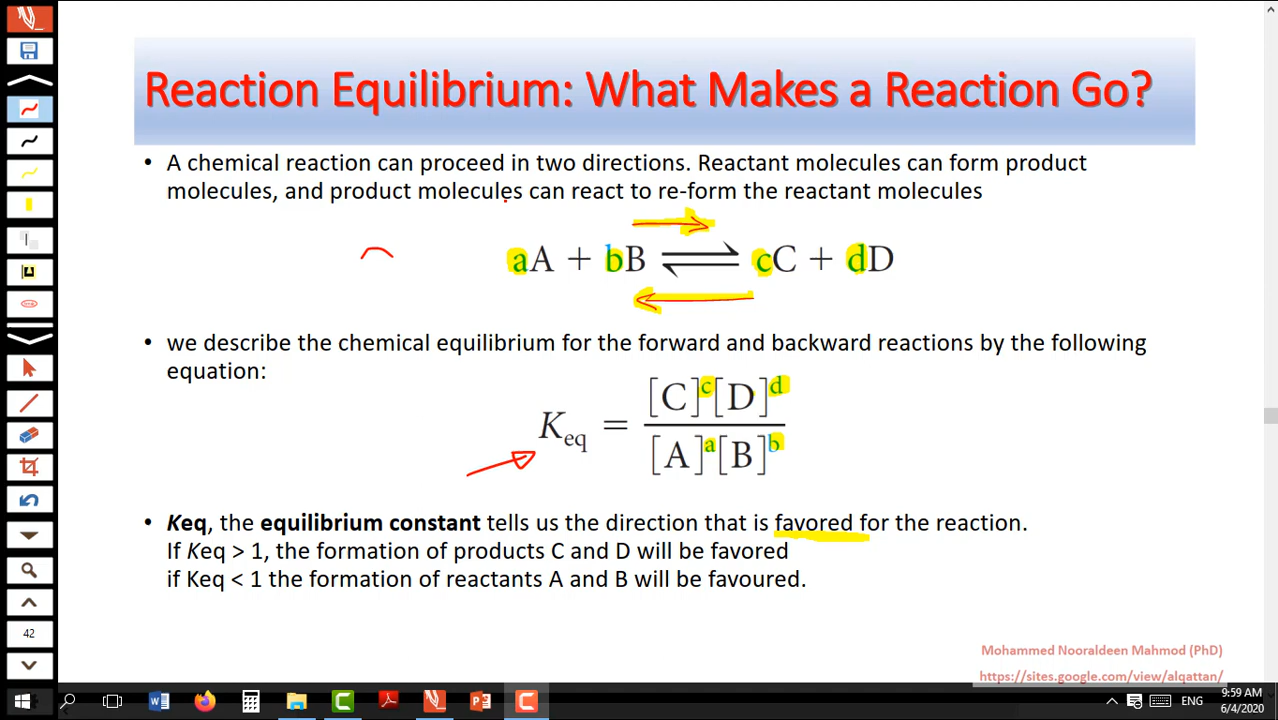 Reaction Equilibrium: What Makes a Reaction Go?
• A chemical reaction can proceed in two directions. Reactant molecules can form product
molecules, and product molecules can react to re-form the reactant molecules
aA + bB ⇌ cC + dD
• we describe the chemical equilibrium for the forward and backward reactions by the following
equation:
Keq = [C]^c[D]^d / [A]^a[B]^b
• Keq, the equilibrium constant tells us the direction that is favored for the reaction.
If Keq > 1, the formation of products C and D will be favored
if Keq < 1 the formation of reactants A and B will be favoured.
Mohammed Nooraldeen Mahmod (PhD)
https://sites.google.com/view/alqattan/
42
ENG
9:59 AM
6/4/2020